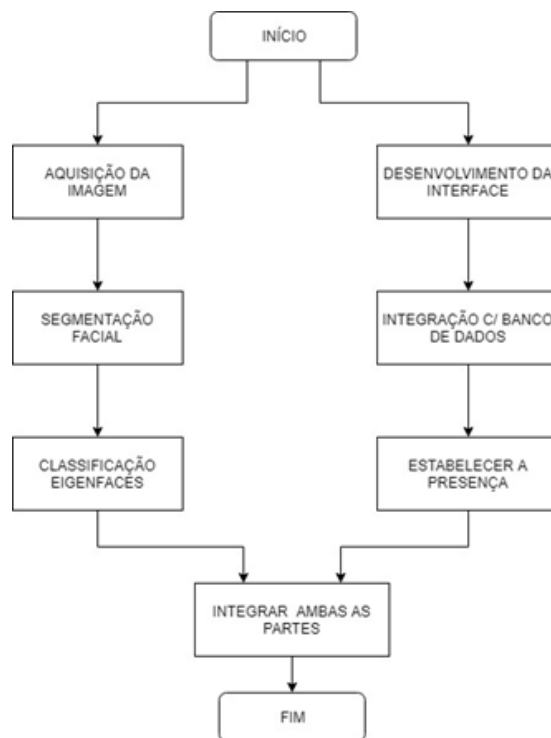 INÍCIO
AQUISIÇÃO DA
IMAGEM
DESENVOLVIMENTO DA
INTERFACE
SEGMENTAÇÃO
FACIAL
INTEGRAÇÃO C/ BANCO
DE DADOS
CLASSIFICAÇÃO
EIGENFACES
ESTABELECER A
PRESENÇA
INTEGRAR AMBAS AS
PARTES
FIM